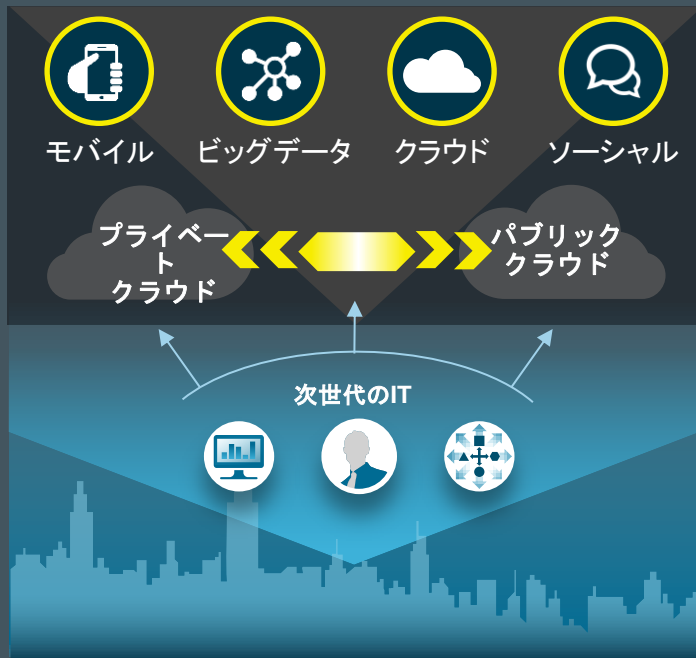 モバイル
ビッグデータ
クラウド
ソーシャル
プライベー
ト
クラウド
パブリック
クラウド
次世代のIT